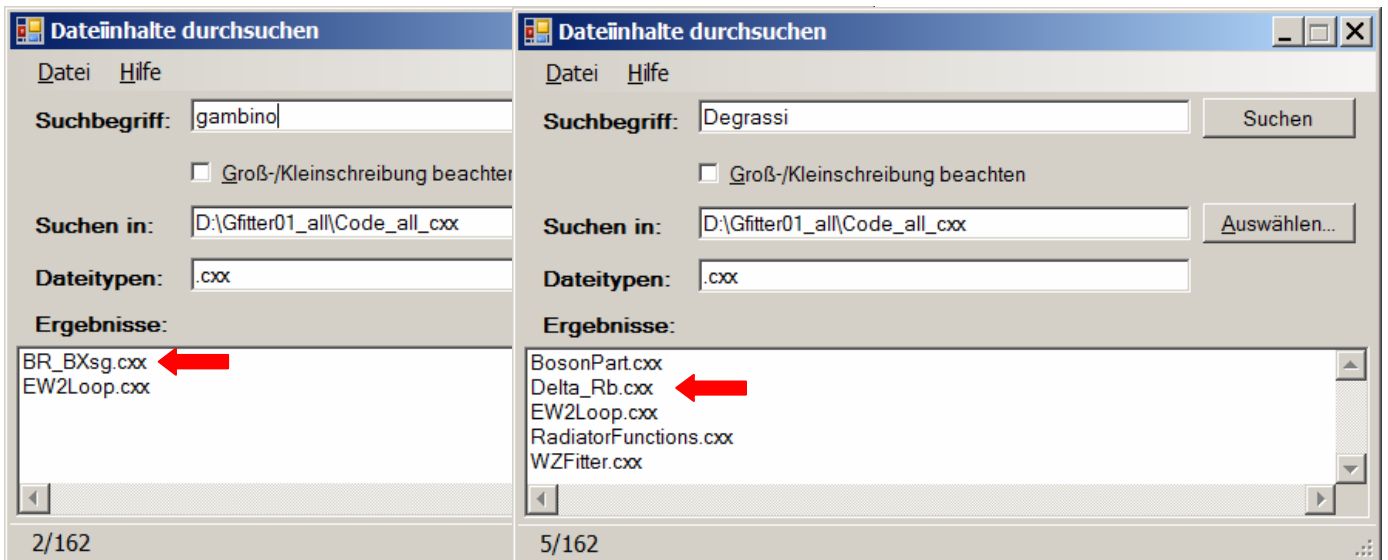 Dateiinhalte durchsuchen
Datei Hilfe
Suchbegriff: gambino
Groß-/Kleinschreibung beachten
Suchen in: D:\Gfitter01_all\Code_all_cxx
Dateitypen: .cxx
Ergebnisse:
BR_BXsg.cxx
EW2Loop.cxx
2/162
Dateiinhalte durchsuchen
Datei Hilfe
Suchbegriff: Degrassi Suchen
Groß-/Kleinschreibung beachten
Suchen in: D:\Gfitter01_all\Code_all_cxx Auswählen...
Dateitypen: .cxx
Ergebnisse:
BosonPart.cxx
Delta_Rb.cxx
EW2Loop.cxx
RadiatorFunctions.cxx
WZFitter.cxx
5/162